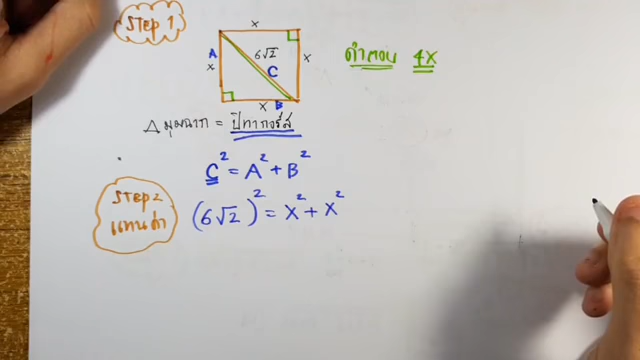 STEP 1
x
A
x
6√2
C
x
x
B
คำตอบ 4X
△ มุมฉาก = ปีทาโกรัส
C² = A² + B²
STEP 2
แทนค่า
(6√2)² = X² + X²